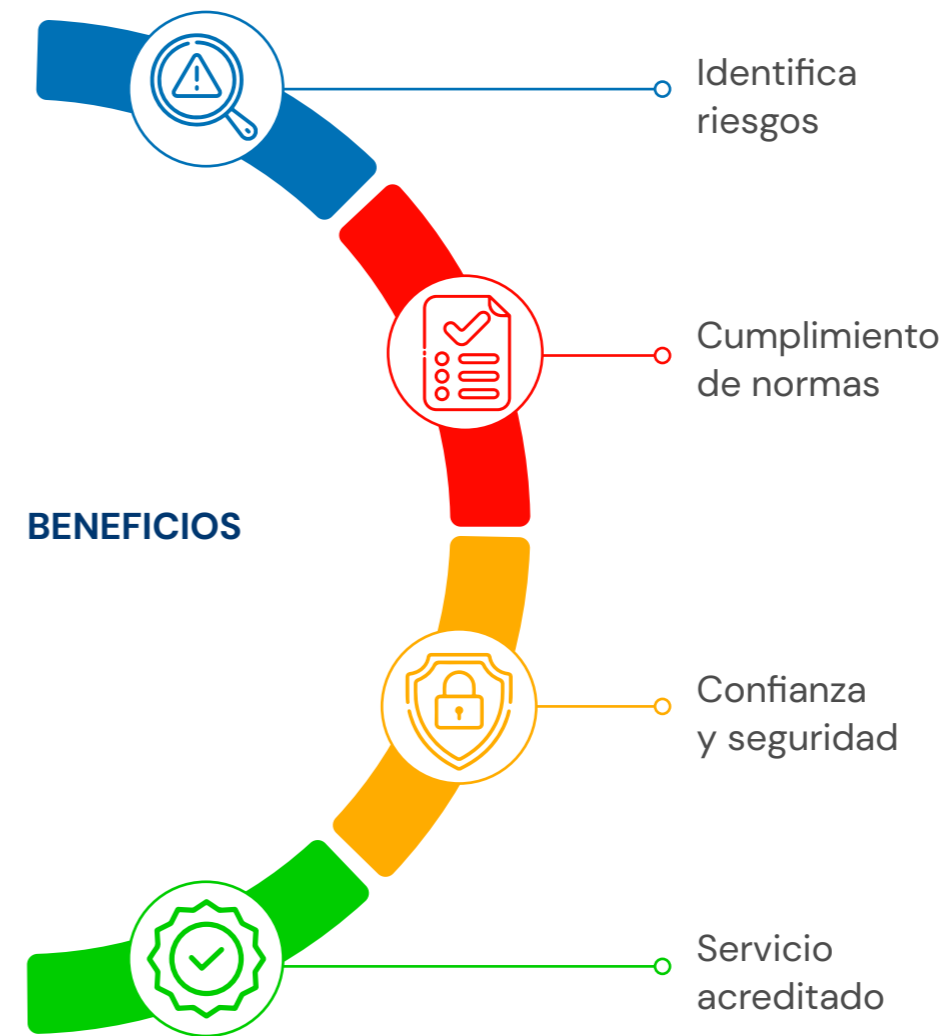 Identifica
riesgos
Cumplimiento
de normas
BENEFICIOS
Confianza
y seguridad
Servicio
acreditado